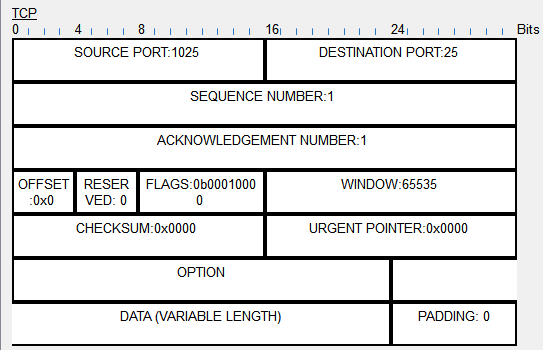 TCP
0 4 8 16 24 Bits
SOURCE PORT:1025 DESTINATION PORT:25
SEQUENCE NUMBER:1
ACKNOWLEDGEMENT NUMBER:1
OFFSET RESER FLAGS:0b0001000 WINDOW:65535
:0x0 VED: 0 0
CHECKSUM:0x0000 URGENT POINTER:0x0000
OPTION
DATA (VARIABLE LENGTH) PADDING: 0